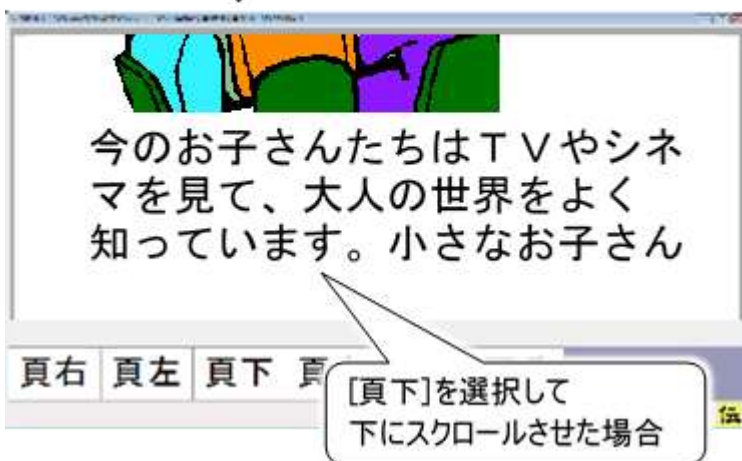 今のお子さんたちはＴＶやシネ
マを見て、大人の世界をよく
知っています。小さなお子さん
頁右 頁左 頁下 頁
[頁下]を選択して
下にスクロールさせた場合
伝